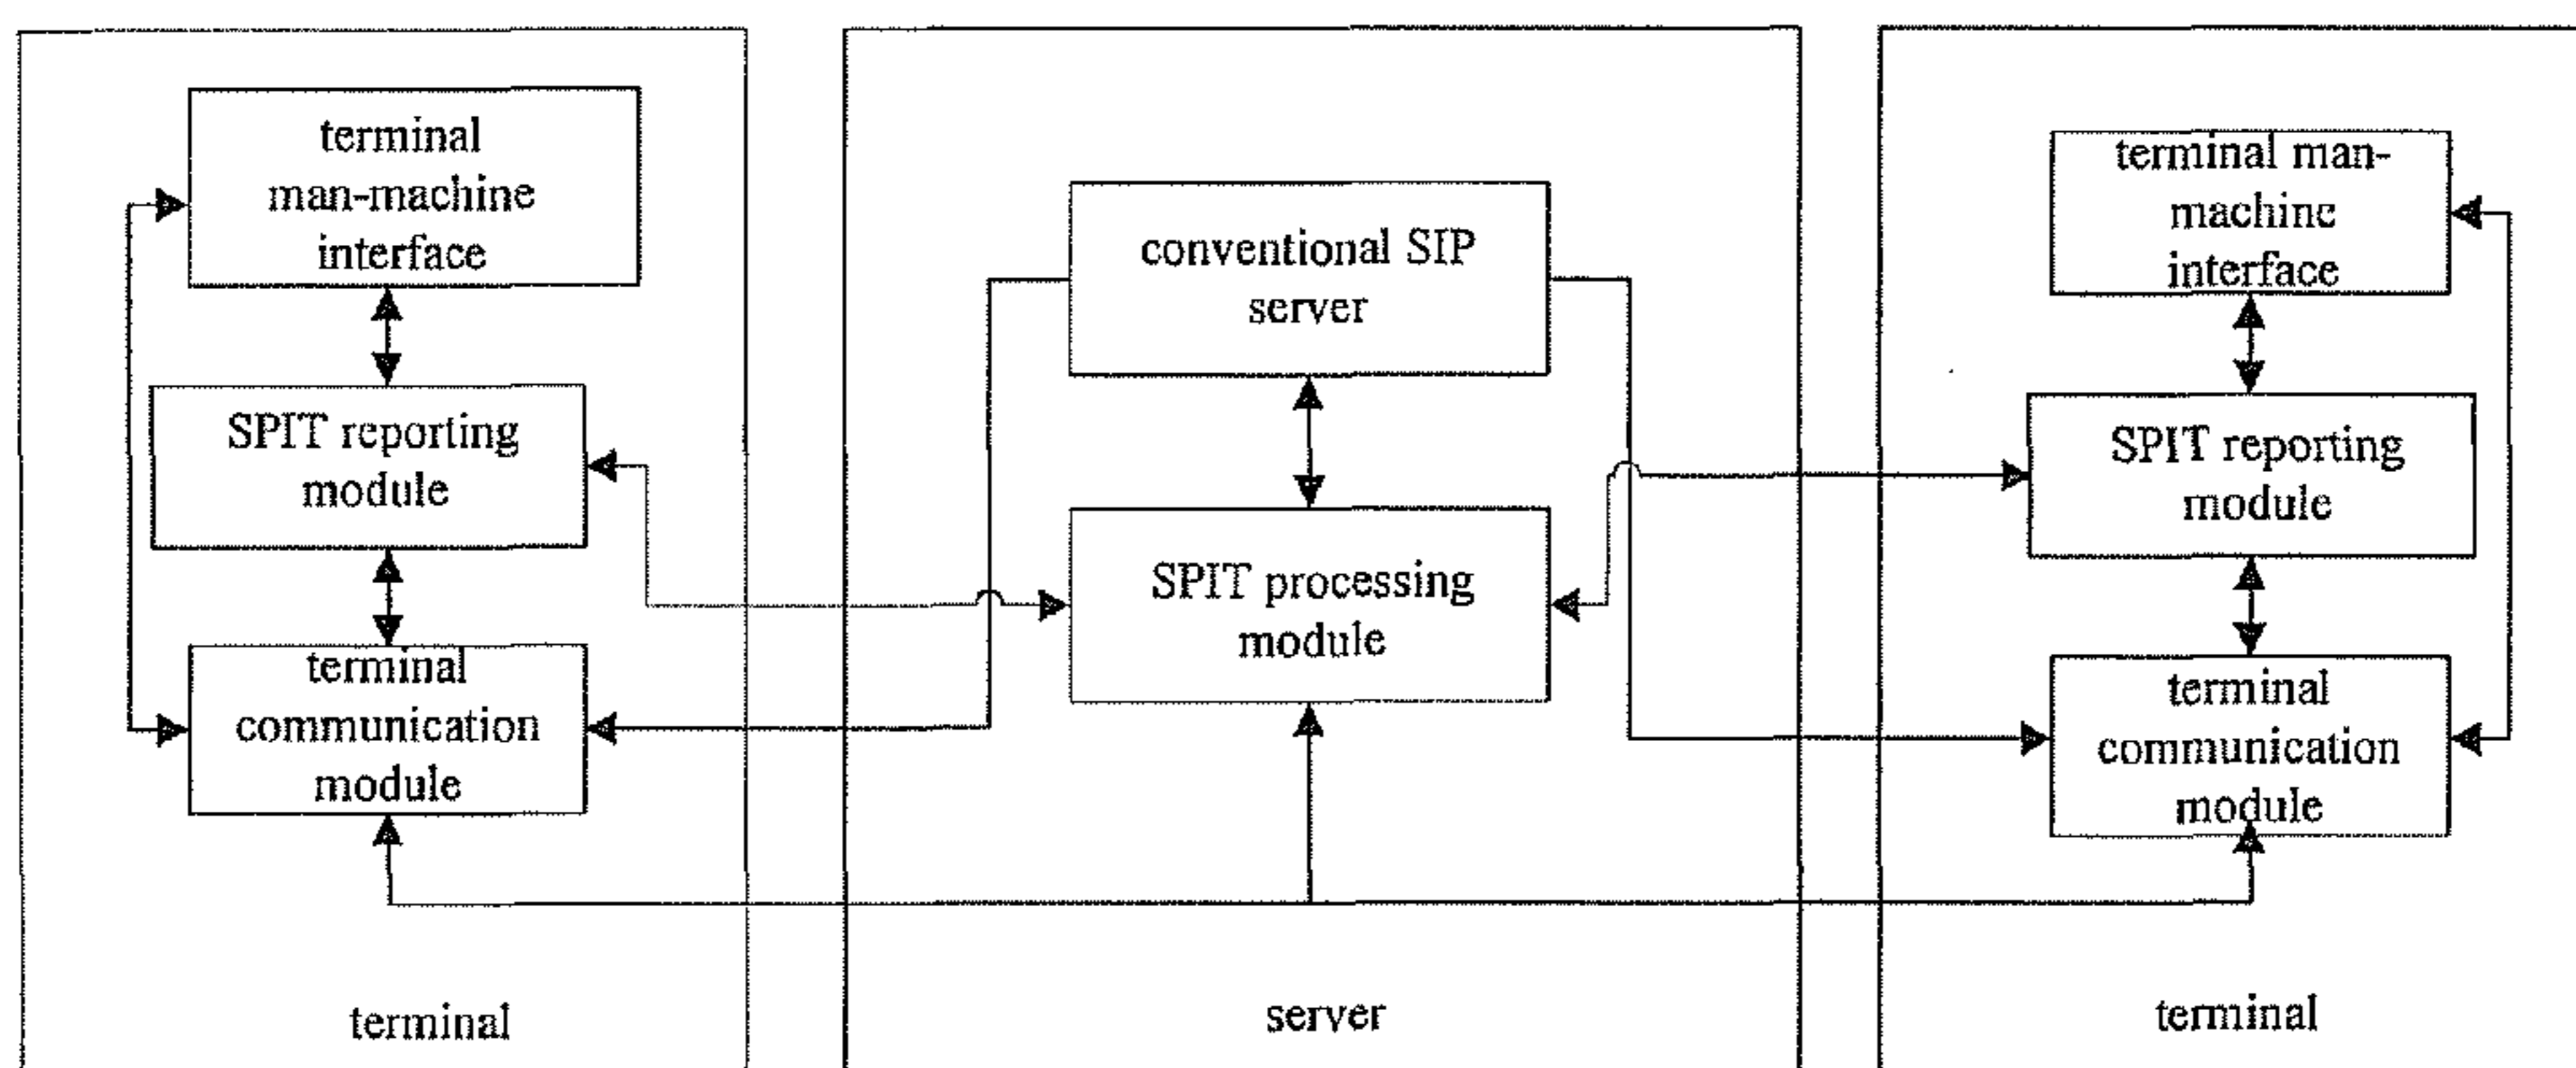 terminal
man-machine
interface
SPIT reporting
module
terminal
communication
module
terminal
conventional SIP
server
SPIT processing
module
server
terminal man-
machine
interface
SPIT reporting
module
terminal
communication
module
terminal